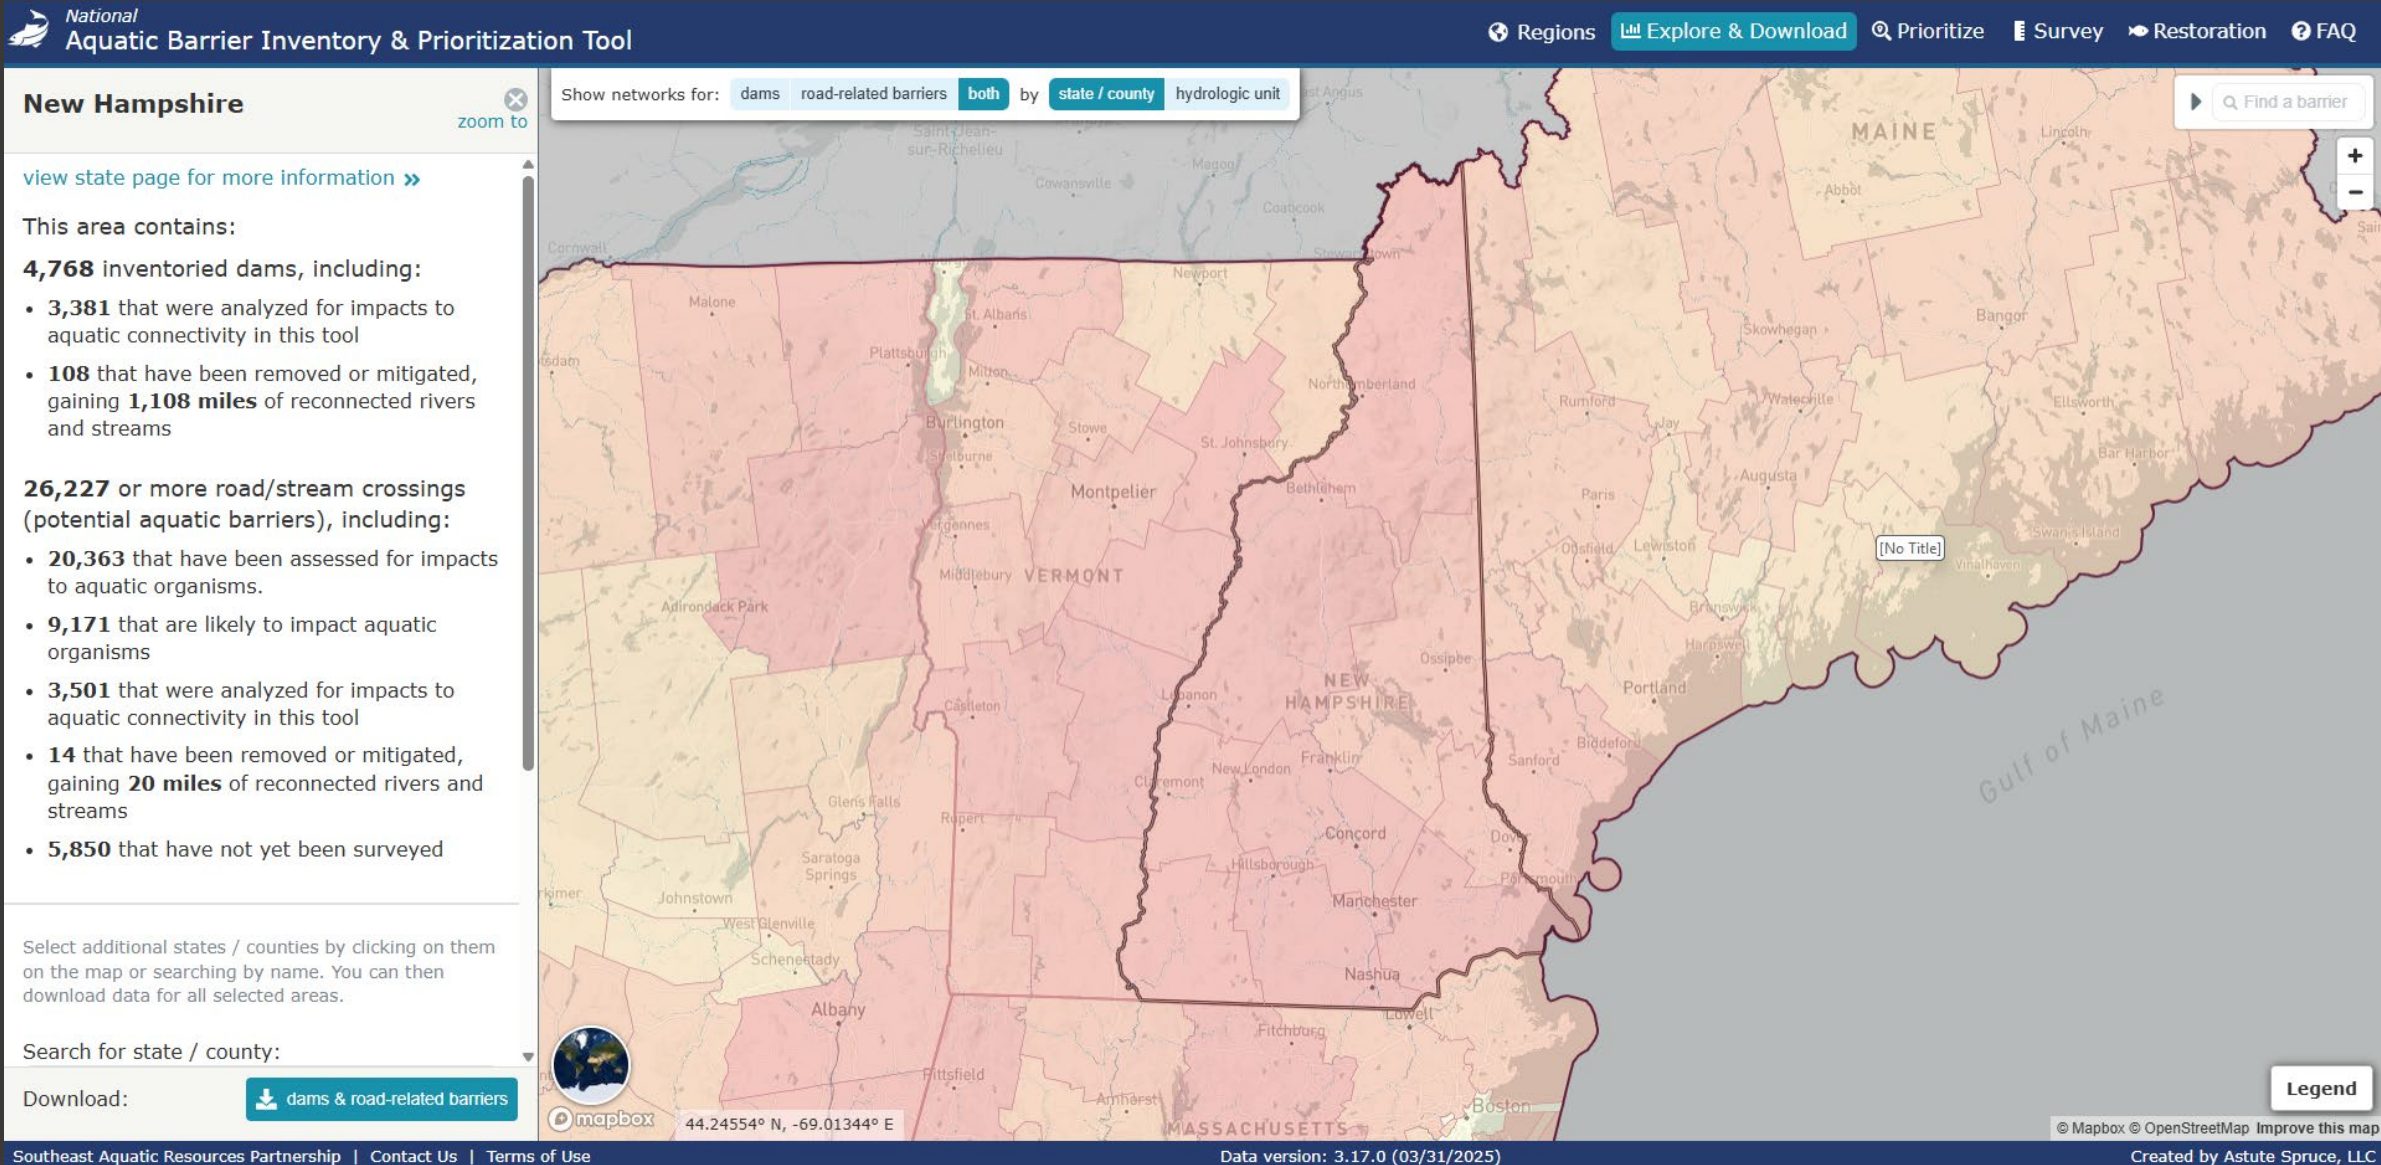 National
Aquatic Barrier Inventory & Prioritization Tool
Regions
Explore & Download
Prioritize
Survey
Restoration
FAQ
New Hampshire
zoom to
view state page for more information »
This area contains:
4,768 inventoried dams, including:
• 3,381 that were analyzed for impacts to
aquatic connectivity in this tool
• 108 that have been removed or mitigated,
gaining 1,108 miles of reconnected rivers
and streams
26,227 or more road/stream crossings
(potential aquatic barriers), including:
• 20,363 that have been assessed for impacts
to aquatic organisms.
• 9,171 that are likely to impact aquatic
organisms
• 3,501 that were analyzed for impacts to
aquatic connectivity in this tool
• 14 that have been removed or mitigated,
gaining 20 miles of reconnected rivers and
streams
• 5,850 that have not yet been surveyed
Select additional states / counties by clicking on them
on the map or searching by name. You can then
download data for all selected areas.
Search for state / county:
Download:
dams & road-related barriers
Show networks for: dams road-related barriers both by state / county hydrologic unit
Find a barrier
+
−
Saint-Jean-
sur-Richelieu
Magog
Cowansville
Coaticook
Cornwall
Stewartstown
MAINE
Lincoln
Abbot
Newport
Malone
St. Albans
Bangor
Skowhegan
Plattsburgh
Milton
Northumberland
Rumford
Waterville
Ellsworth
Burlington
Stowe
St. Johnsbury
Jay
Bar Harbor
Shelburne
Montpelier
Bethlehem
Paris
Augusta
Vergennes
Swan's Island
Otisfield
Lewiston
[No Title]
Vinalhaven
Middlebury
VERMONT
Adirondack Park
Brunswick
Harpswell
Ossipee
NEW
HAMPSHIRE
Portland
Lebanon
Castleton
Gulf of Maine
Biddeford
Franklin
Sanford
New London
Claremont
Glens Falls
Rupert
Concord
Dover
Saratoga
Springs
Hillsborough
Portsmouth
Johnstown
Manchester
West Glenville
Schenectady
Nashua
Albany
Lowell
Fitchburg
Pittsfield
Amherst
Boston
MASSACHUSETTS
mapbox
44.24554° N, -69.01344° E
Legend
© Mapbox © OpenStreetMap Improve this map
Southeast Aquatic Resources Partnership | Contact Us | Terms of Use
Data version: 3.17.0 (03/31/2025)
Created by Astute Spruce, LLC